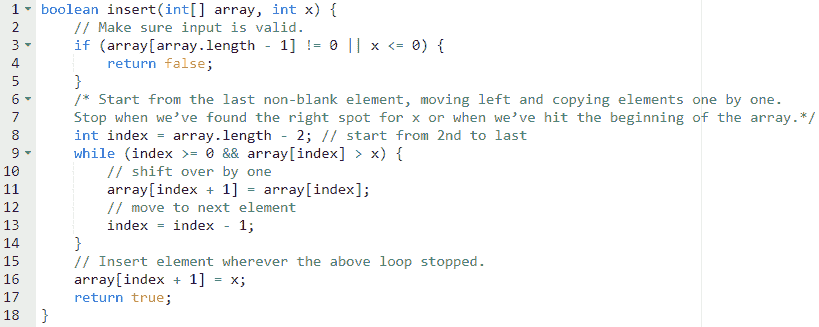 1 boolean insert(int[] array, int x) {
2     // Make sure input is valid.
3     if (array[array.length - 1] != 0 || x <= 0) {
4         return false;
5     }
6     /* Start from the last non-blank element, moving left and copying elements one by one.
7     Stop when we’ve found the right spot for x or when we’ve hit the beginning of the array.*/
8     int index = array.length - 2; // start from 2nd to last
9     while (index >= 0 && array[index] > x) {
10         // shift over by one
11         array[index + 1] = array[index];
12         // move to next element
13         index = index - 1;
14     }
15     // Insert element wherever the above loop stopped.
16     array[index + 1] = x;
17     return true;
18 }